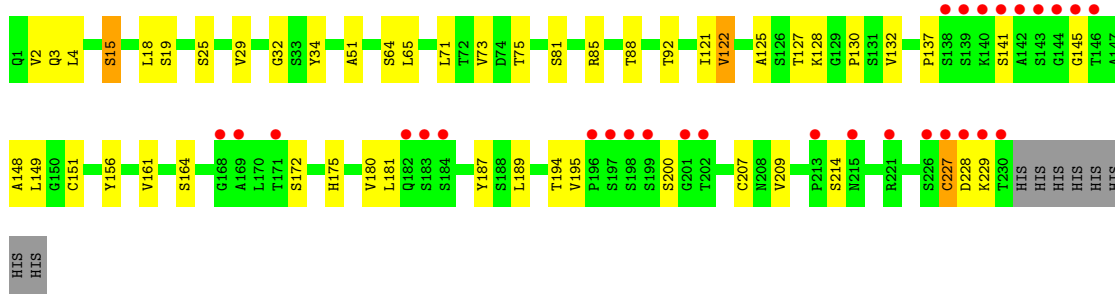 Q1 V2 Q3 L4 S15 L18 S19 S25 V29 G32 S33 Y34 A51 S64 L65 L71 T72 V73 D74 T75 S81 R85 T88 T92 I121 V122 A125 S126 T127 K128 G129 P130 S131 V132 P137 S138 S139 K140 S141 A142 S143 G144 G145 T146 A147
A148 L149 G150 C151 Y156 V161 S164 G168 A169 L170 T171 S172 H175 V180 L181 Q182 S183 S184 Y187 S188 L189 T194 V195 P196 S197 S198 S199 S200 G201 T202 C207 N208 V209 P213 S214 N215 R221 S226 C227 D228 K229 T230 HIS HIS HIS HIS HIS HIS
HIS HIS